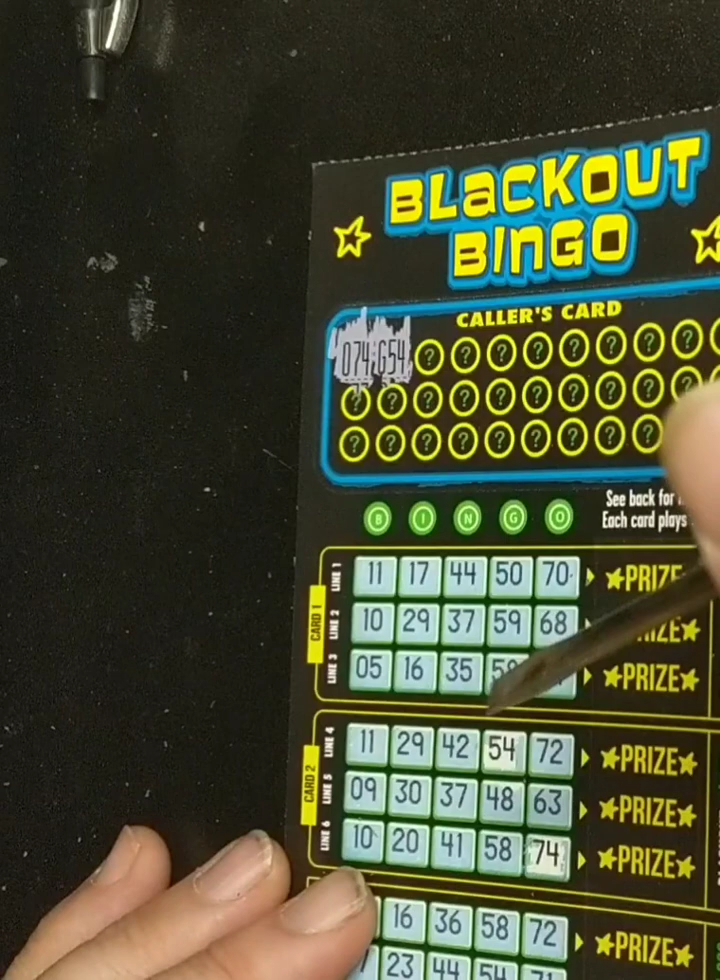 BLACKOUT
BINGO
CALLER'S CARD
O74 G54
? ? ? ? ? ? ? ?
? ? ? ? ? ? ? ? ? ?
? ? ? ? ? ? ? ? ?
B I N G O
See back for
Each card plays
CARD 1
LINE 1 11 17 44 50 70 PRIZE
LINE 2 10 29 37 59 68
LINE 3 05 16 35 PRIZE
CARD 2
LINE 4 11 29 42 54 72 PRIZE
LINE 5 09 30 37 48 63 PRIZE
LINE 6 10 20 41 58 74 PRIZE
16 36 58 72 PRIZE
23 44 54 71